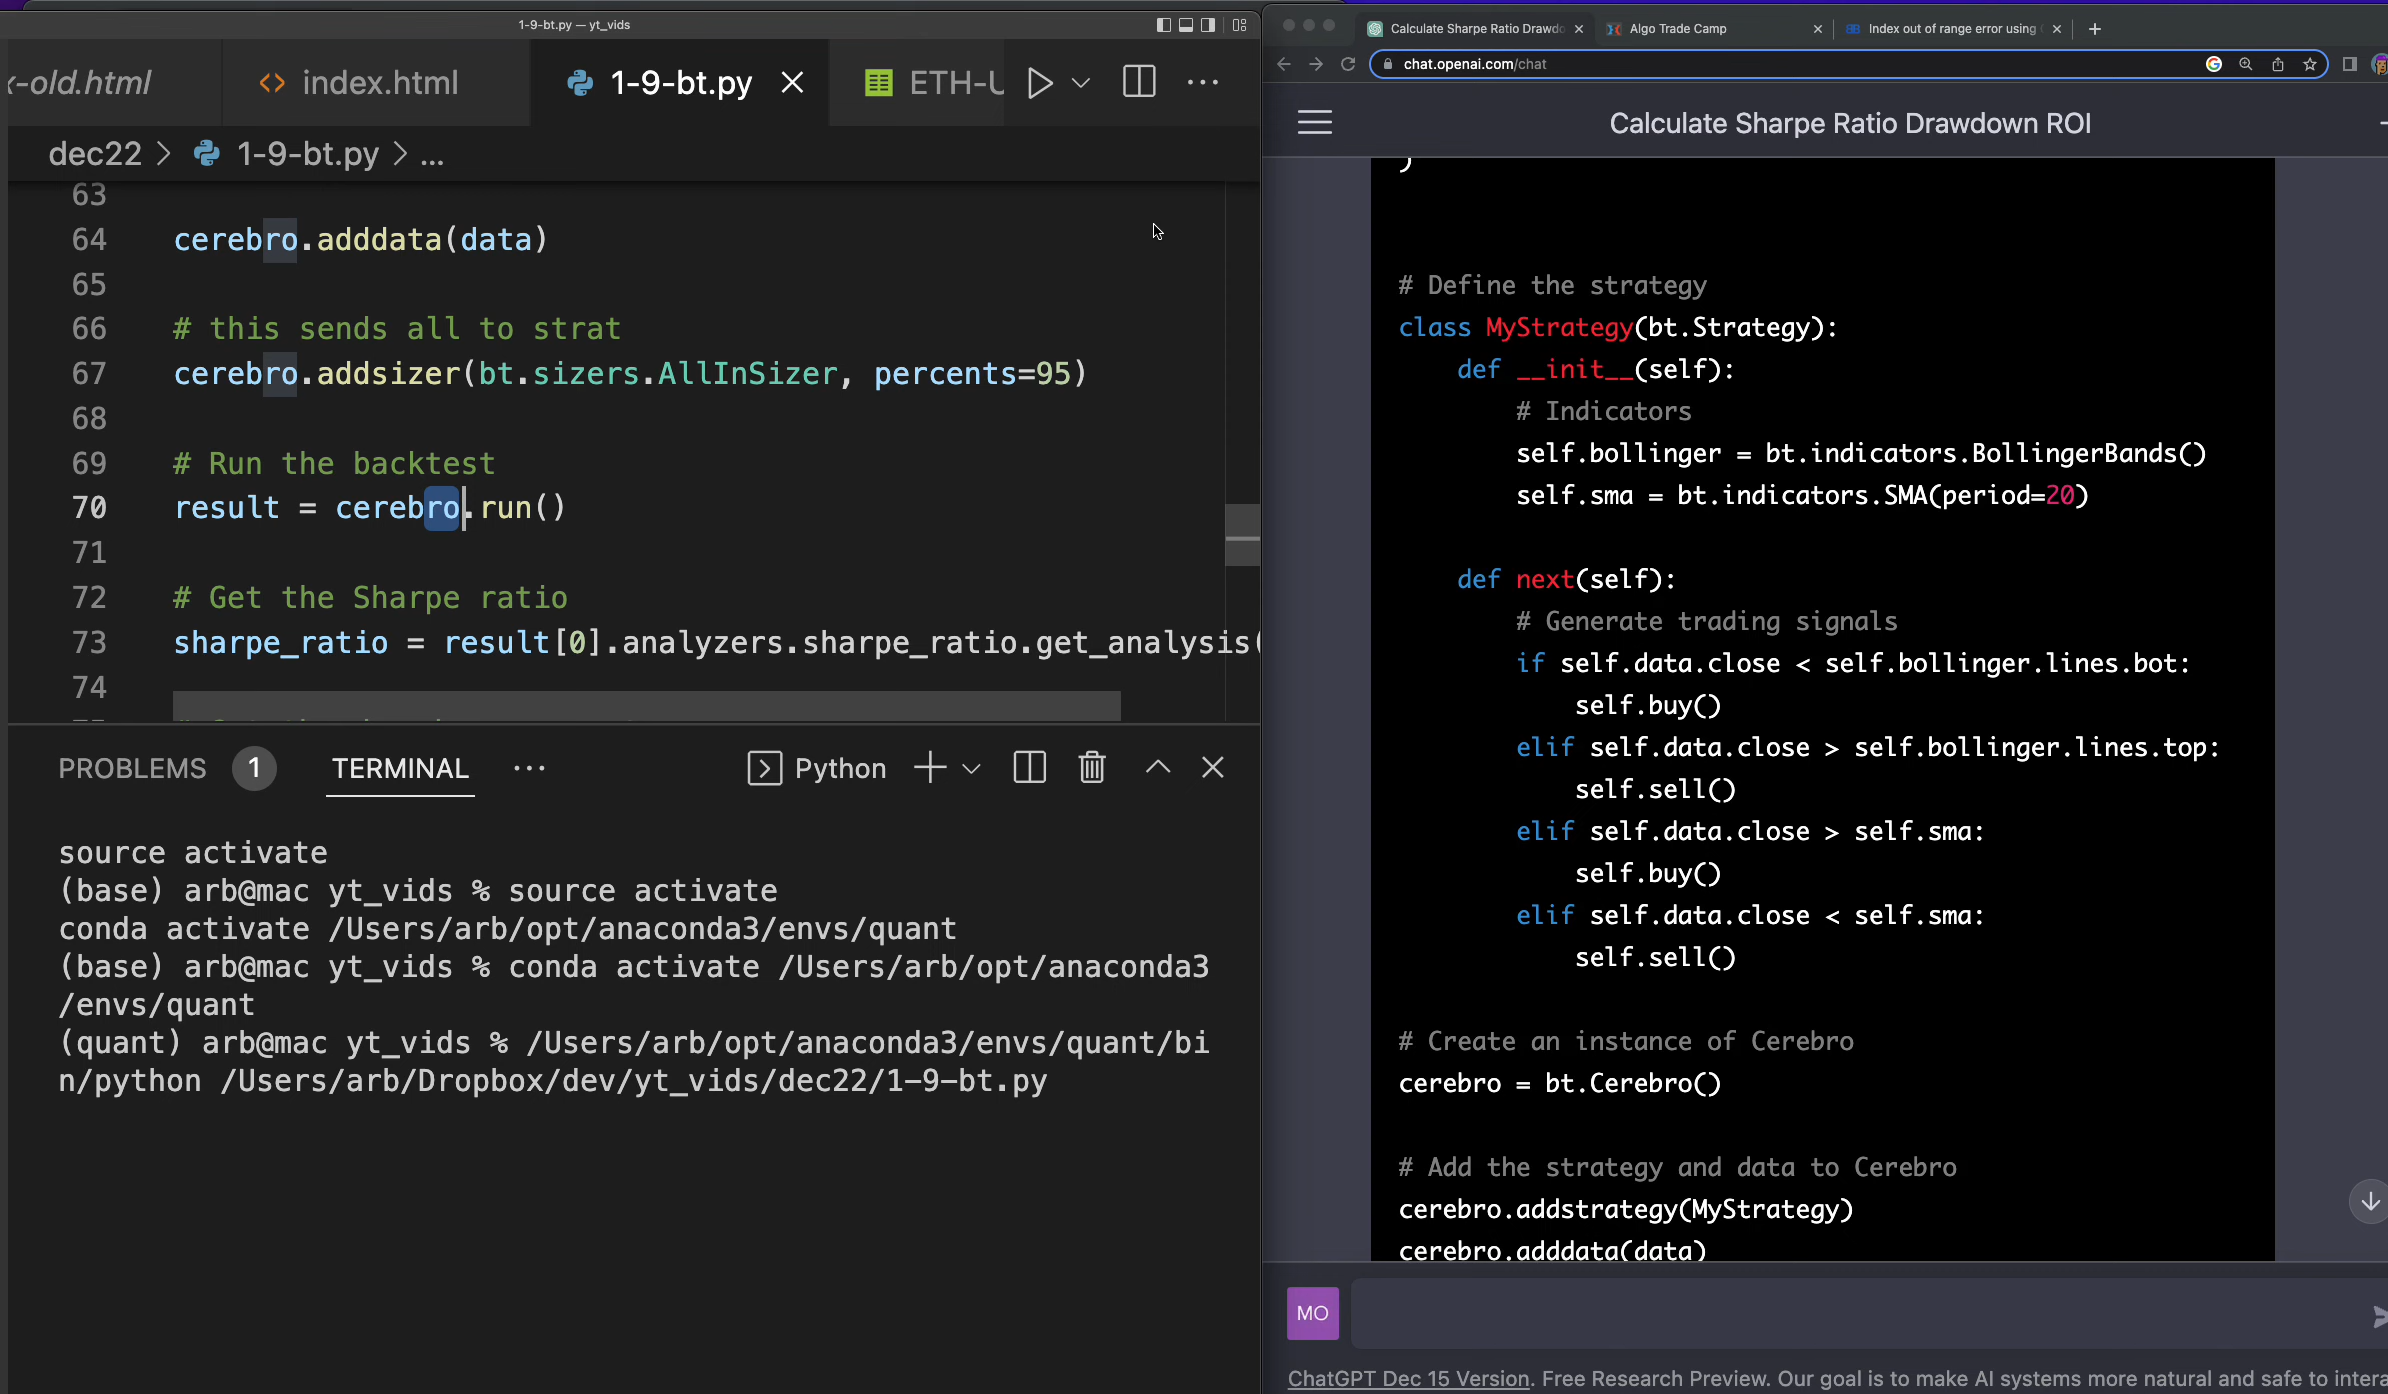 1-9-bt.py — yt_vids
-old.html
index.html
1-9-bt.py
ETH-U
dec22 > 1-9-bt.py > ...
63
64 cerebro.adddata(data)
65
66 # this sends all to strat
67 cerebro.addsizer(bt.sizers.AllInSizer, percents=95)
68
69 # Run the backtest
70 result = cerebro.run()
71
72 # Get the Sharpe ratio
73 sharpe_ratio = result[0].analyzers.sharpe_ratio.get_analysis(
74
PROBLEMS 1 TERMINAL ... Python
source activate
(base) arb@mac yt_vids % source activate
conda activate /Users/arb/opt/anaconda3/envs/quant
(base) arb@mac yt_vids % conda activate /Users/arb/opt/anaconda3
/envs/quant
(quant) arb@mac yt_vids % /Users/arb/opt/anaconda3/envs/quant/bi
n/python /Users/arb/Dropbox/dev/yt_vids/dec22/1-9-bt.py
Calculate Sharpe Ratio Drawdo
Algo Trade Camp
Index out of range error using
chat.openai.com/chat
Calculate Sharpe Ratio Drawdown ROI
)
# Define the strategy
class MyStrategy(bt.Strategy):
def __init__(self):
# Indicators
self.bollinger = bt.indicators.BollingerBands()
self.sma = bt.indicators.SMA(period=20)
def next(self):
# Generate trading signals
if self.data.close < self.bollinger.lines.bot:
self.buy()
elif self.data.close > self.bollinger.lines.top:
self.sell()
elif self.data.close > self.sma:
self.buy()
elif self.data.close < self.sma:
self.sell()
# Create an instance of Cerebro
cerebro = bt.Cerebro()
# Add the strategy and data to Cerebro
cerebro.addstrategy(MyStrategy)
cerebro.adddata(data)
MO
ChatGPT Dec 15 Version. Free Research Preview. Our goal is to make AI systems more natural and safe to intera